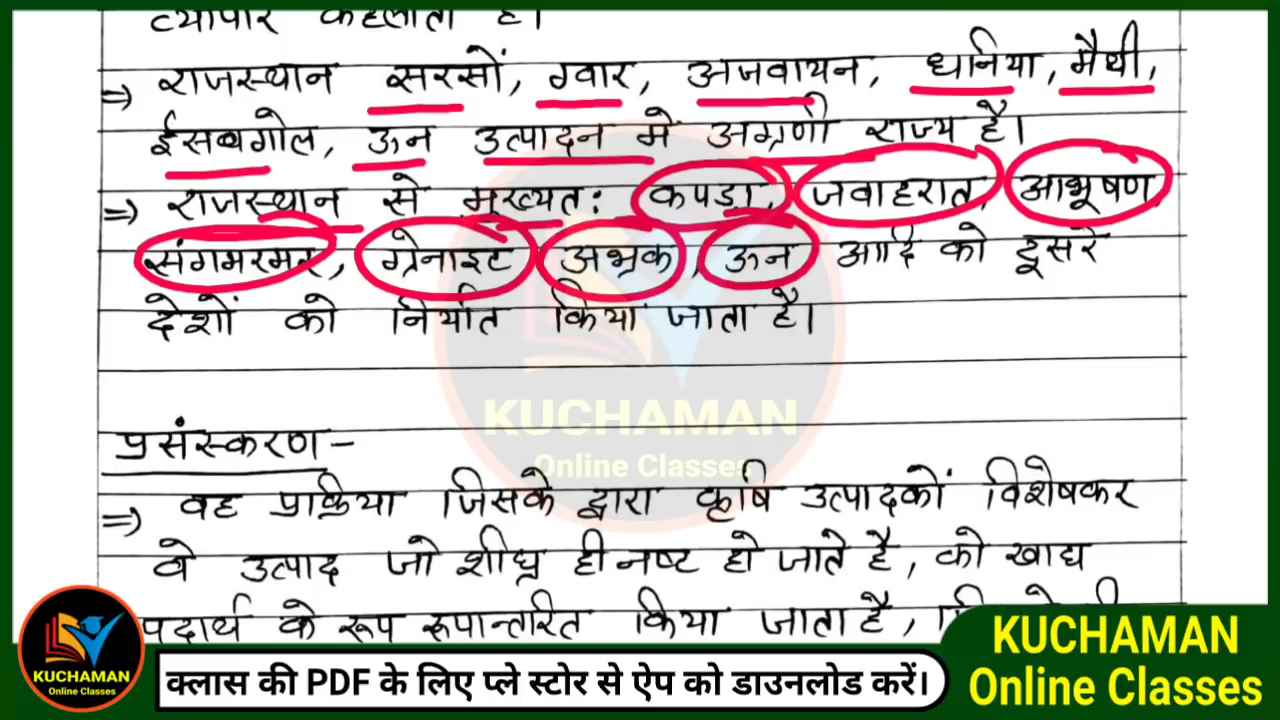 व्यापार कहलाता है।
=> राजस्थान सरसों, ग्वार, अजवायन, धनिया, मैथी,
ईसबगोल, ऊन उत्पादन में अग्रणी राज्य है।
=> राजस्थान से मुख्यत: कपड़ा, जवाहरात, आभूषण,
संगमरमर, ग्रेनाइट, अभ्रक, ऊन आदि को दूसरे
देशों को निर्यात किया जाता है।
प्रसंस्करण –
=> वह प्रक्रिया जिसके द्वारा कृषि उत्पादकों विशेषकर
वे उत्पाद जो शीघ्र ही नष्ट हो जाते है, को खाद्य
पदार्थ के रूप रूपान्तरित किया जाता है,
KUCHAMAN
Online Classes
KUCHAMAN
Online Classes
क्लास की PDF के लिए प्ले स्टोर से ऐप को डाउनलोड करें।
KUCHAMAN
Online Classes